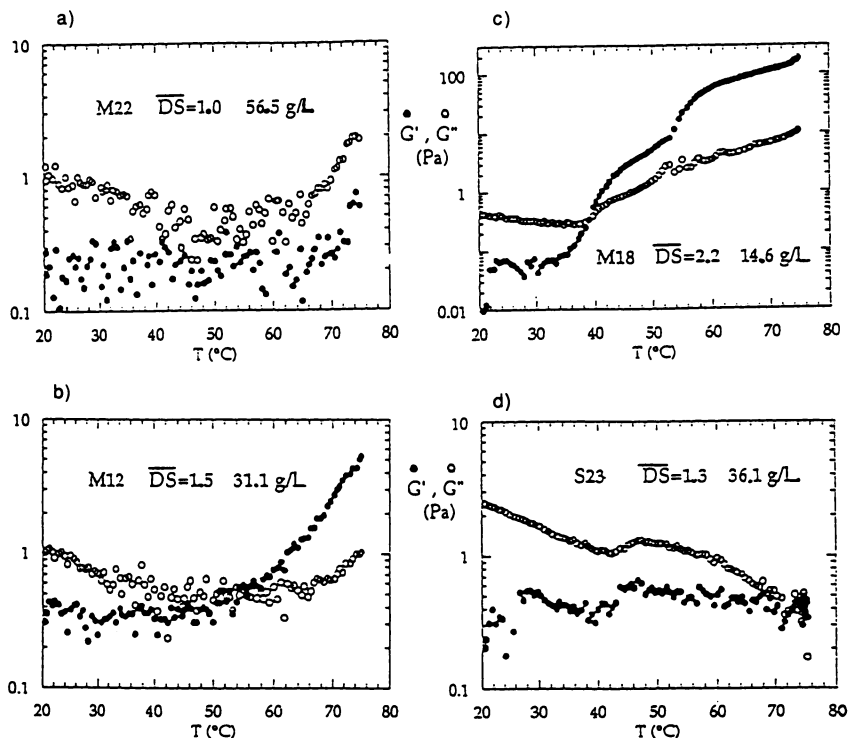 a)
10
M22 DS=1.0 56.5 g/L
1
0.1
20 30 40 50 60 70 80
T (°C)
c)
● ○
G' , G"
(Pa)
100
10
1
0.1
0.01
M18 DS=2.2 14.6 g/L
20 30 40 50 60 70 80
T (°C)
b)
10
M12 DS=1.5 31.1 g/L
1
0.1
20 30 40 50 60 70 80
T (°C)
d)
● ○
G' , G"
(Pa)
10
S23 DS=1.3 36.1 g/L
1
0.1
20 30 40 50 60 70 80
T (°C)